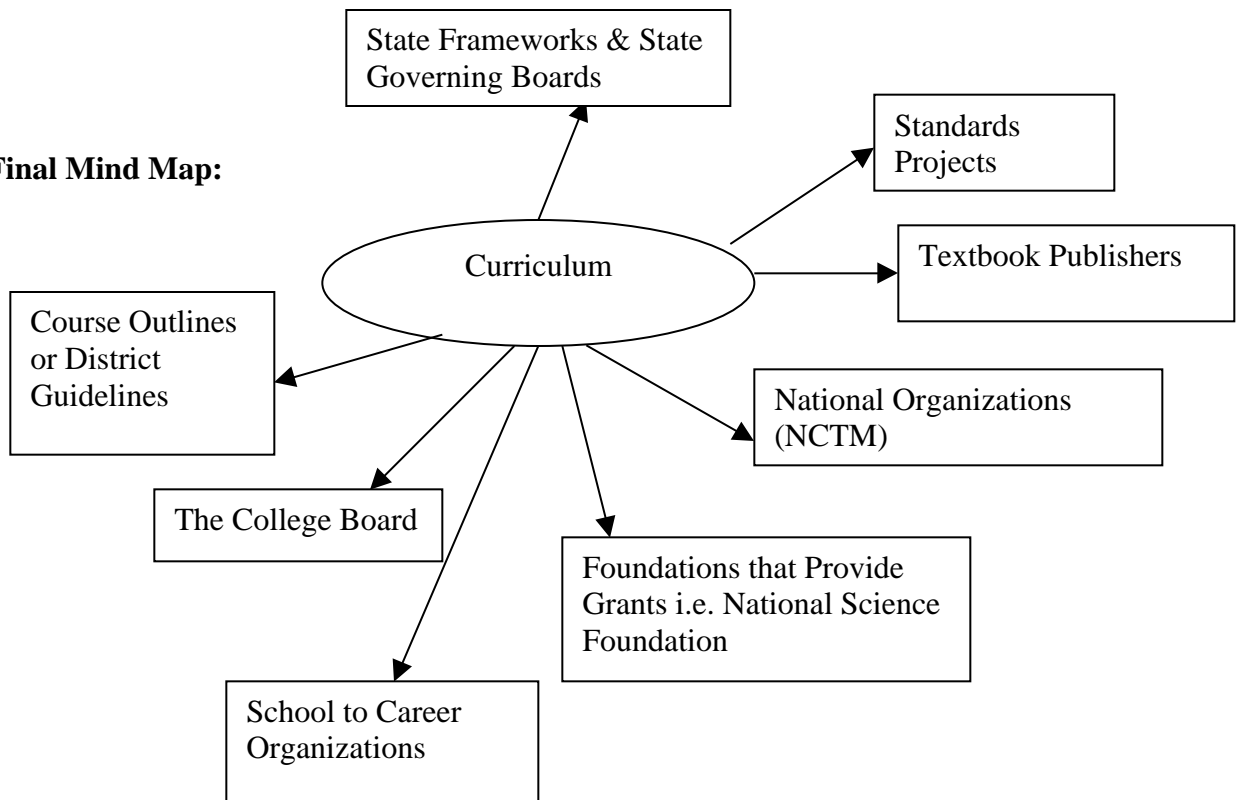 State Frameworks & State
Governing Boards
Standards
Projects
Final Mind Map:
Textbook Publishers
Curriculum
Course Outlines
or District
Guidelines
National Organizations
(NCTM)
The College Board
Foundations that Provide
Grants i.e. National Science
Foundation
School to Career
Organizations